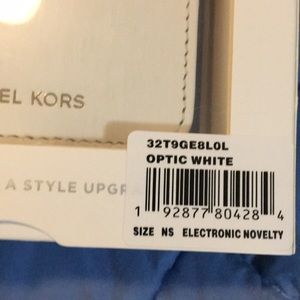 EL KORS
32T9GE8L0L
OPTIC WHITE
A STYLE UPGR
1 92877 80428 4
SIZE NS ELECTRONIC NOVELTY